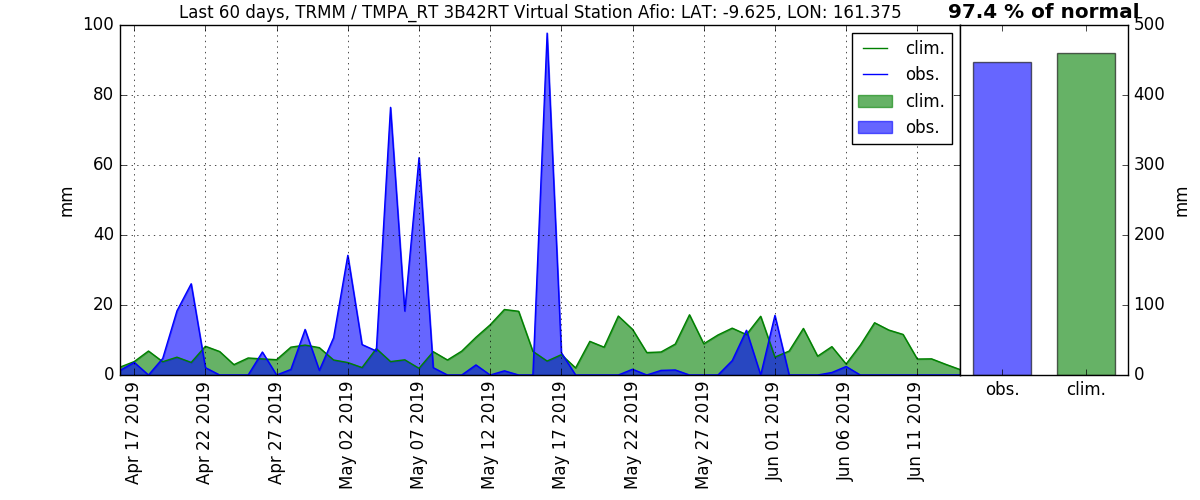 Last 60 days, TRMM / TMPA_RT 3B42RT Virtual Station Afio: LAT: -9.625, LON: 161.375
97.4 % of normal
100
80
60
40
20
0
mm
clim.
obs.
clim.
obs.
500
400
300
200
100
0
mm
Apr 17 2019
Apr 22 2019
Apr 27 2019
May 02 2019
May 07 2019
May 12 2019
May 17 2019
May 22 2019
May 27 2019
Jun 01 2019
Jun 06 2019
Jun 11 2019
obs.
clim.